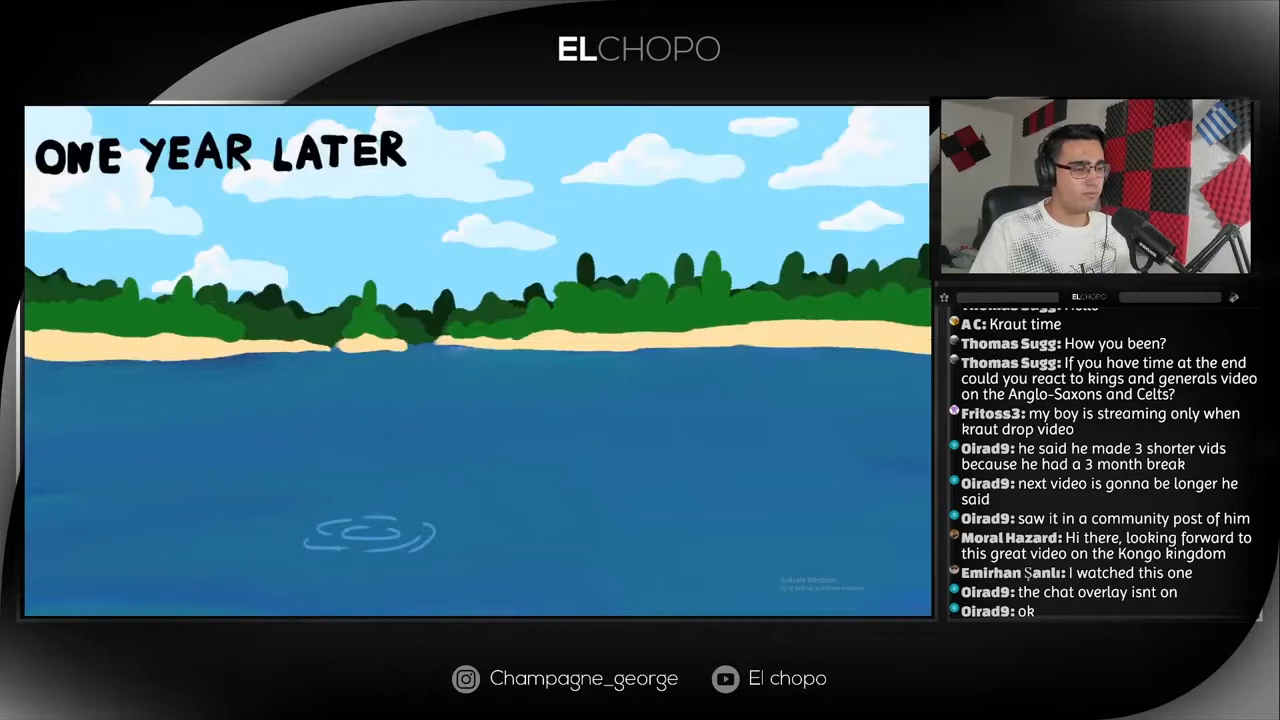 ELCHOPO
ONE YEAR LATER
Activate Windows
ELCHOPO
A C: Kraut time
Thomas Sugg: How you been?
Thomas Sugg: If you have time at the end
could you react to kings and generals video
on the Anglo-Saxons and Celts?
Fritoss3: my boy is streaming only when
kraut drop video
Oirad9: he said he made 3 shorter vids
because he had a 3 month break
Oirad9: next video is gonna be longer he
said
Oirad9: saw it in a community post of him
Moral Hazard: Hi there, looking forward to
this great video on the Kongo kingdom
Emirhan Şanlı: I watched this one
Oirad9: the chat overlay isnt on
Oirad9: ok
Champagne_george
El chopo